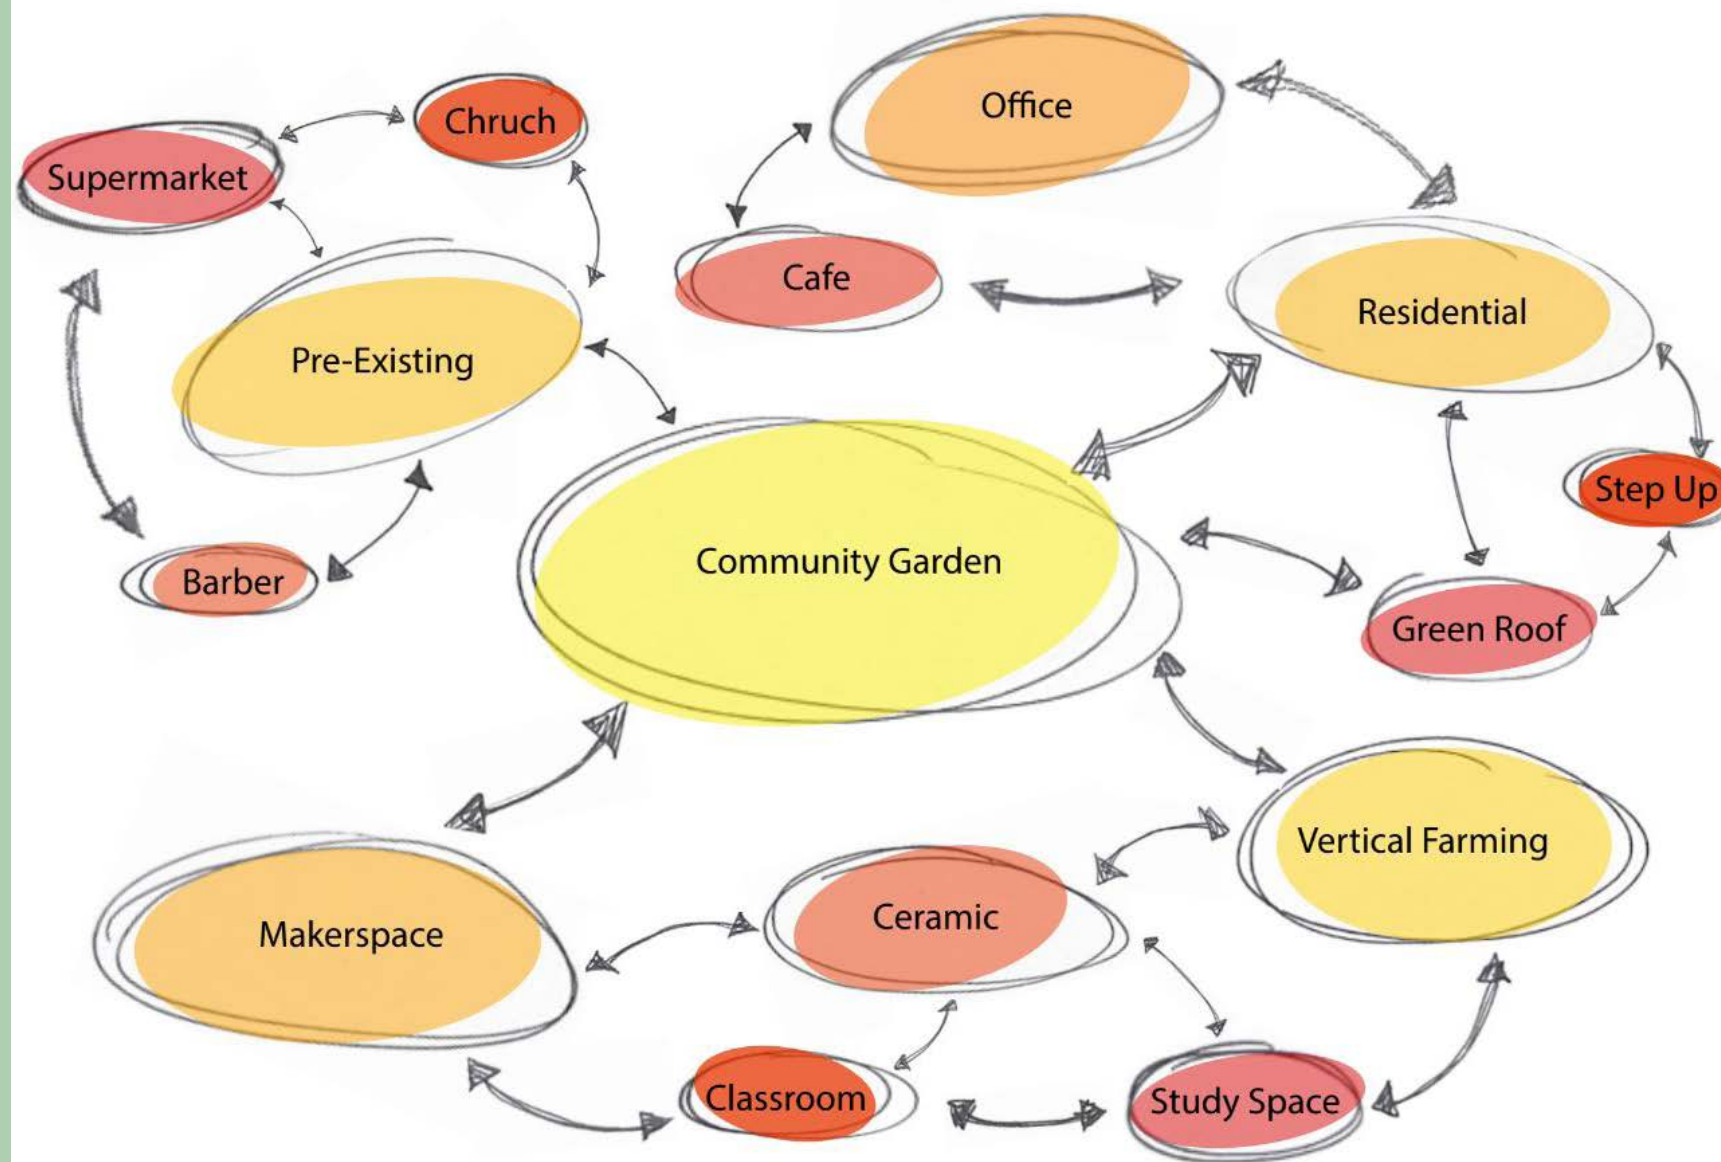 Office
Chruch
Supermarket
Cafe
Residential
Pre-Existing
Step Up
Community Garden
Barber
Green Roof
Vertical Farming
Ceramic
Makerspace
Classroom
Study Space